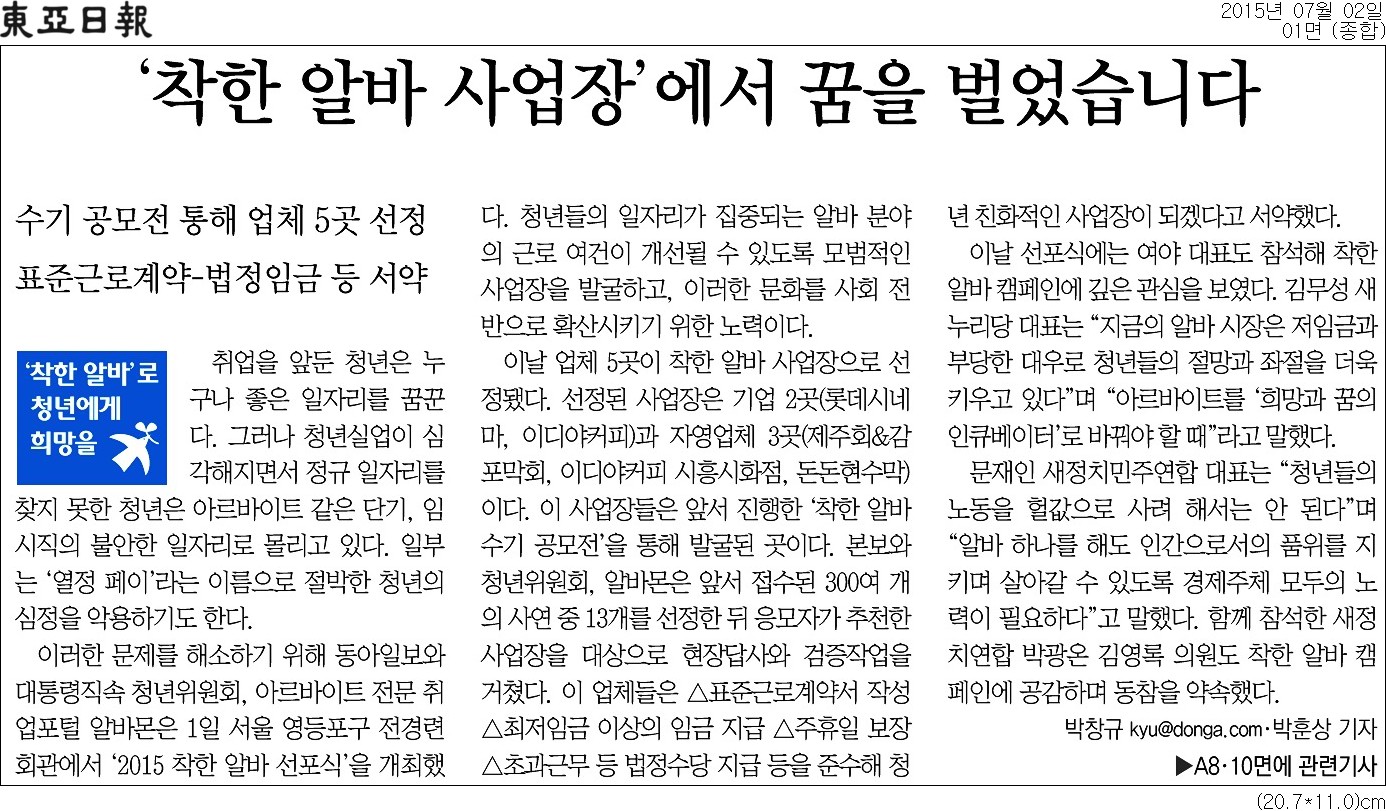 東亞日報
2015년 07월 02일
01면 (종합)
‘착한 알바 사업장’에서 꿈을 벌었습니다
수기 공모전 통해 업체 5곳 선정
표준근로계약-법정임금 등 서약
‘착한 알바’로
청년에게
희망을
취업을 앞둔 청년은 누
구나 좋은 일자리를 꿈꾼
다. 그러나 청년실업이 심
각해지면서 정규 일자리를
찾지 못한 청년은 아르바이트 같은 단기, 임
시직의 불안한 일자리로 몰리고 있다. 일부
는 ‘열정 페이’라는 이름으로 절박한 청년의
심정을 악용하기도 한다.
이러한 문제를 해소하기 위해 동아일보와
대통령직속 청년위원회, 아르바이트 전문 취
업포털 알바몬은 1일 서울 영등포구 전경련
회관에서 ‘2015 착한 알바 선포식’을 개최했
다. 청년들의 일자리가 집중되는 알바 분야
의 근로 여건이 개선될 수 있도록 모범적인
사업장을 발굴하고, 이러한 문화를 사회 전
반으로 확산시키기 위한 노력이다.
이날 업체 5곳이 착한 알바 사업장으로 선
정됐다. 선정된 사업장은 기업 2곳(롯데시네
마, 이디야커피)과 자영업체 3곳(제주회&감
포막회, 이디야커피 시흥시화점, 돈돈현수막)
이다. 이 사업장들은 앞서 진행한 ‘착한 알바
수기 공모전’을 통해 발굴된 곳이다. 본보와
청년위원회, 알바몬은 앞서 접수된 300여 개
의 사연 중 13개를 선정한 뒤 응모자가 추천한
사업장을 대상으로 현장답사와 검증작업을
거쳤다. 이 업체들은 △표준근로계약서 작성
△최저임금 이상의 임금 지급 △주휴일 보장
△초과근무 등 법정수당 지급 등을 준수해 청
년 친화적인 사업장이 되겠다고 서약했다.
이날 선포식에는 여야 대표도 참석해 착한
알바 캠페인에 깊은 관심을 보였다. 김무성 새
누리당 대표는 “지금의 알바 시장은 저임금과
부당한 대우로 청년들의 절망과 좌절을 더욱
키우고 있다”며 “아르바이트를 ‘희망과 꿈의
인큐베이터’로 바꿔야 할 때”라고 말했다.
문재인 새정치민주연합 대표는 “청년들의
노동을 헐값으로 사려 해서는 안 된다”며
“알바 하나를 해도 인간으로서의 품위를 지
키며 살아갈 수 있도록 경제주체 모두의 노
력이 필요하다”고 말했다. 함께 참석한 새정
치연합 박광온 김영록 의원도 착한 알바 캠
페인에 공감하며 동참을 약속했다.
박창규 kyu@donga.com·박훈상 기자
▶A8·10면에 관련기사
(20.7*11.0)cm